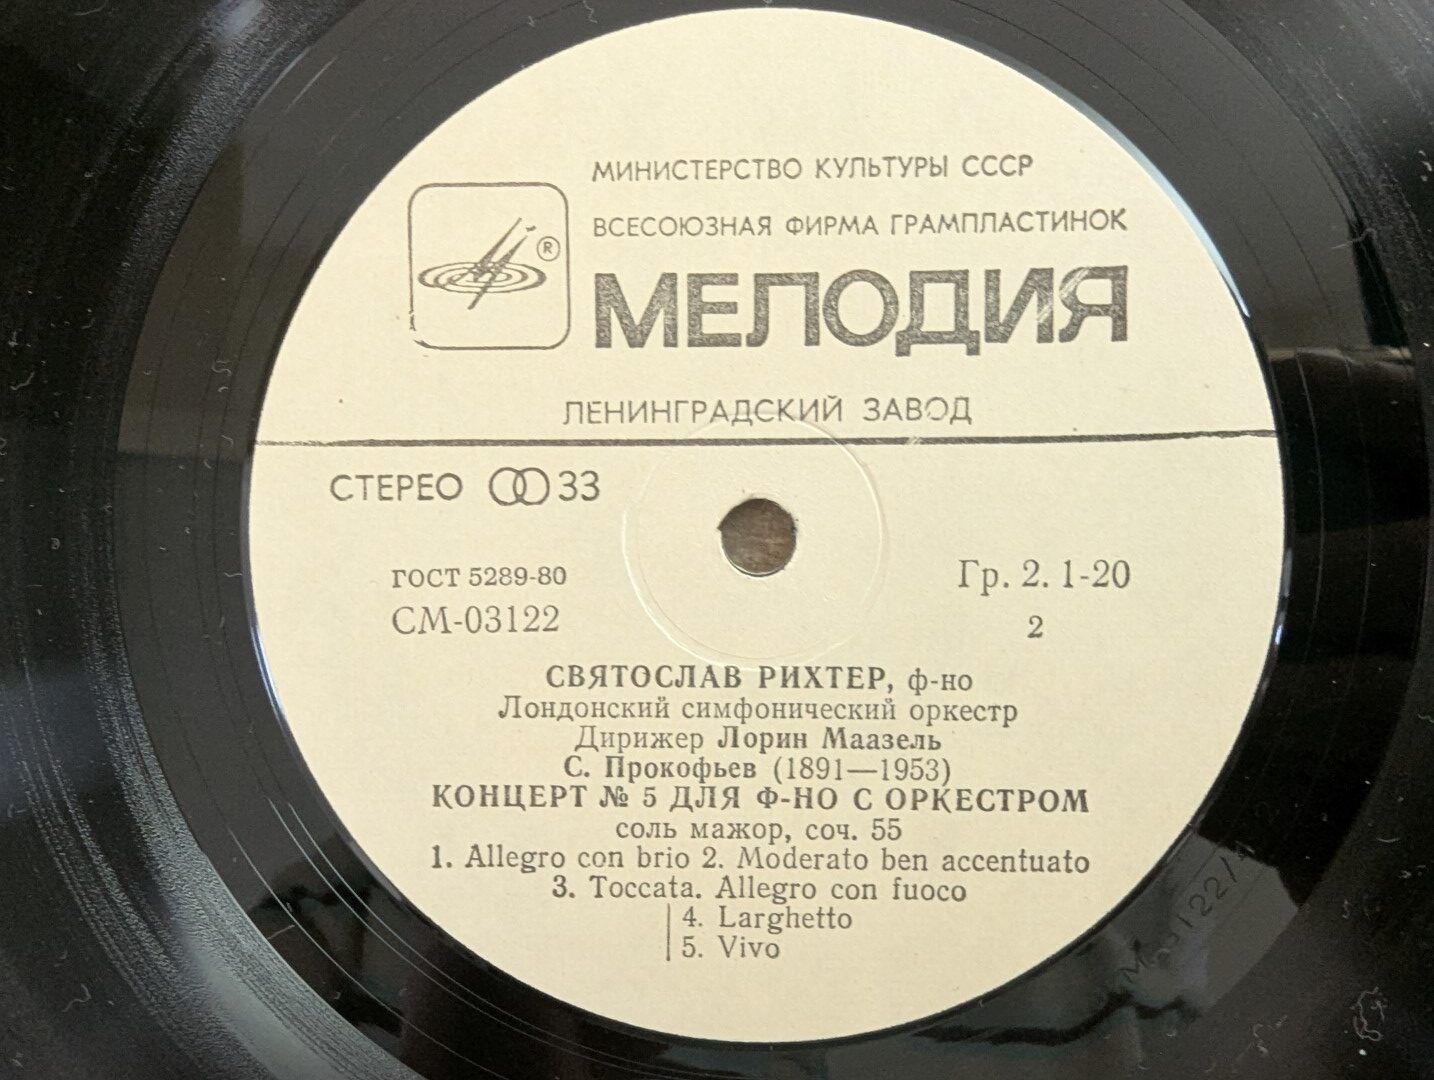 МИНИСТЕРСТВО КУЛЬТУРЫ СССР
ВСЕСОЮЗНАЯ ФИРМА ГРАМПЛАСТИНОК
®
МЕЛОДИЯ
ЛЕНИНГРАДСКИЙ ЗАВОД
СТЕРЕО 33
ГОСТ 5289-80
СМ-03122
Гр. 2. 1-20
2
СВЯТОСЛАВ РИХТЕР, ф-но
Лондонский симфонический оркестр
Дирижер Лорин Маазель
С. Прокофьев (1891—1953)
КОНЦЕРТ № 5 ДЛЯ Ф-НО С ОРКЕСТРОМ
соль мажор, соч. 55
1. Allegro con brio 2. Moderato ben accentuato
3. Toccata. Allegro con fuoco
4. Larghetto
5. Vivo